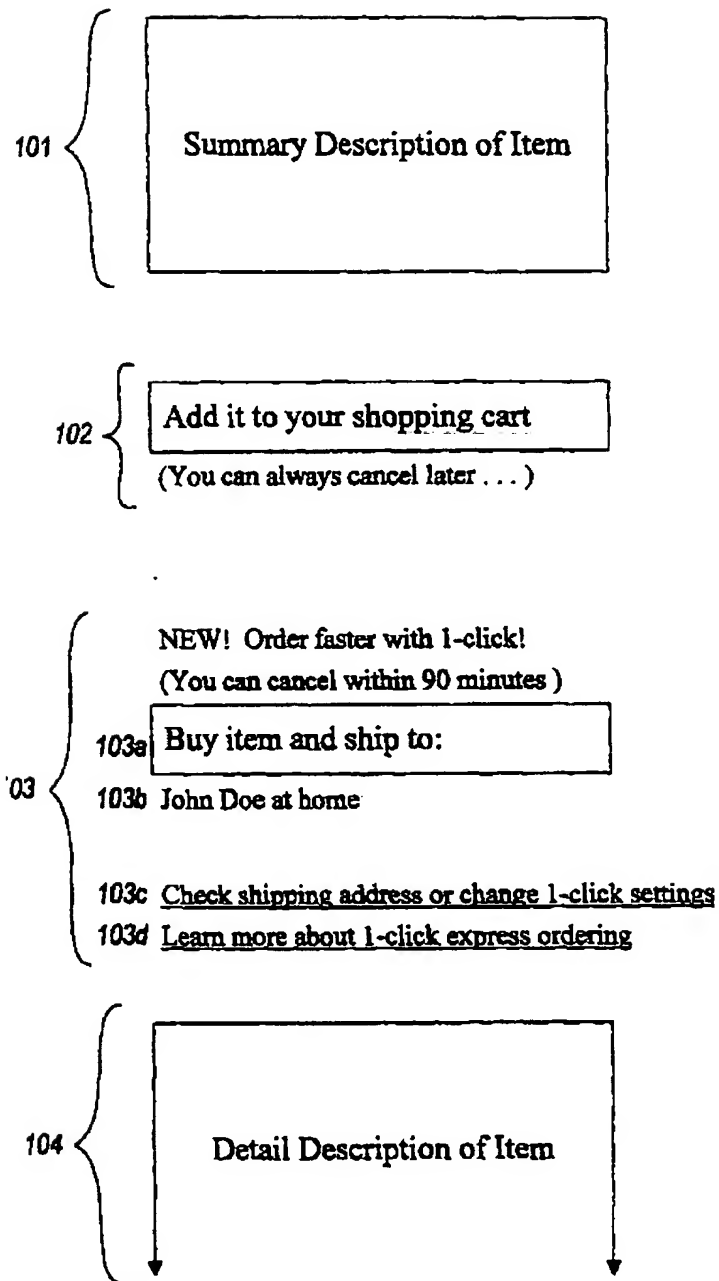 101 Summary Description of Item
102 Add it to your shopping cart
(You can always cancel later . . . )
NEW! Order faster with 1-click!
(You can cancel within 90 minutes )
103a Buy item and ship to:
'03
103b John Doe at home
103c Check shipping address or change 1-click settings
103d Learn more about 1-click express ordering
104 Detail Description of Item